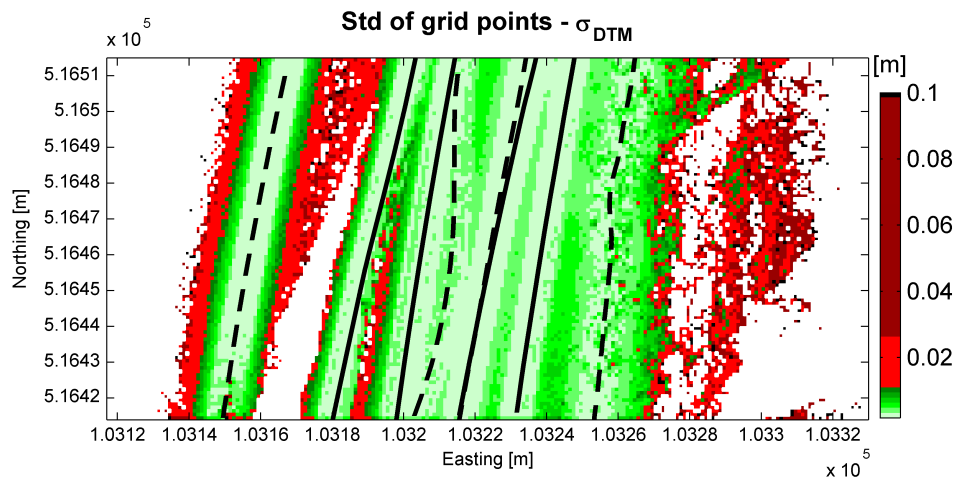 Std of grid points - σDTM
x 10^5
[m]
5.1651
5.165
5.1649
5.1648
5.1647
5.1646
5.1645
5.1644
5.1643
5.1642
Northing [m]
0.1
0.08
0.06
0.04
0.02
1.0312 1.0314 1.0316 1.0318 1.032 1.0322 1.0324 1.0326 1.0328 1.033 1.0332
Easting [m]
x 10^5